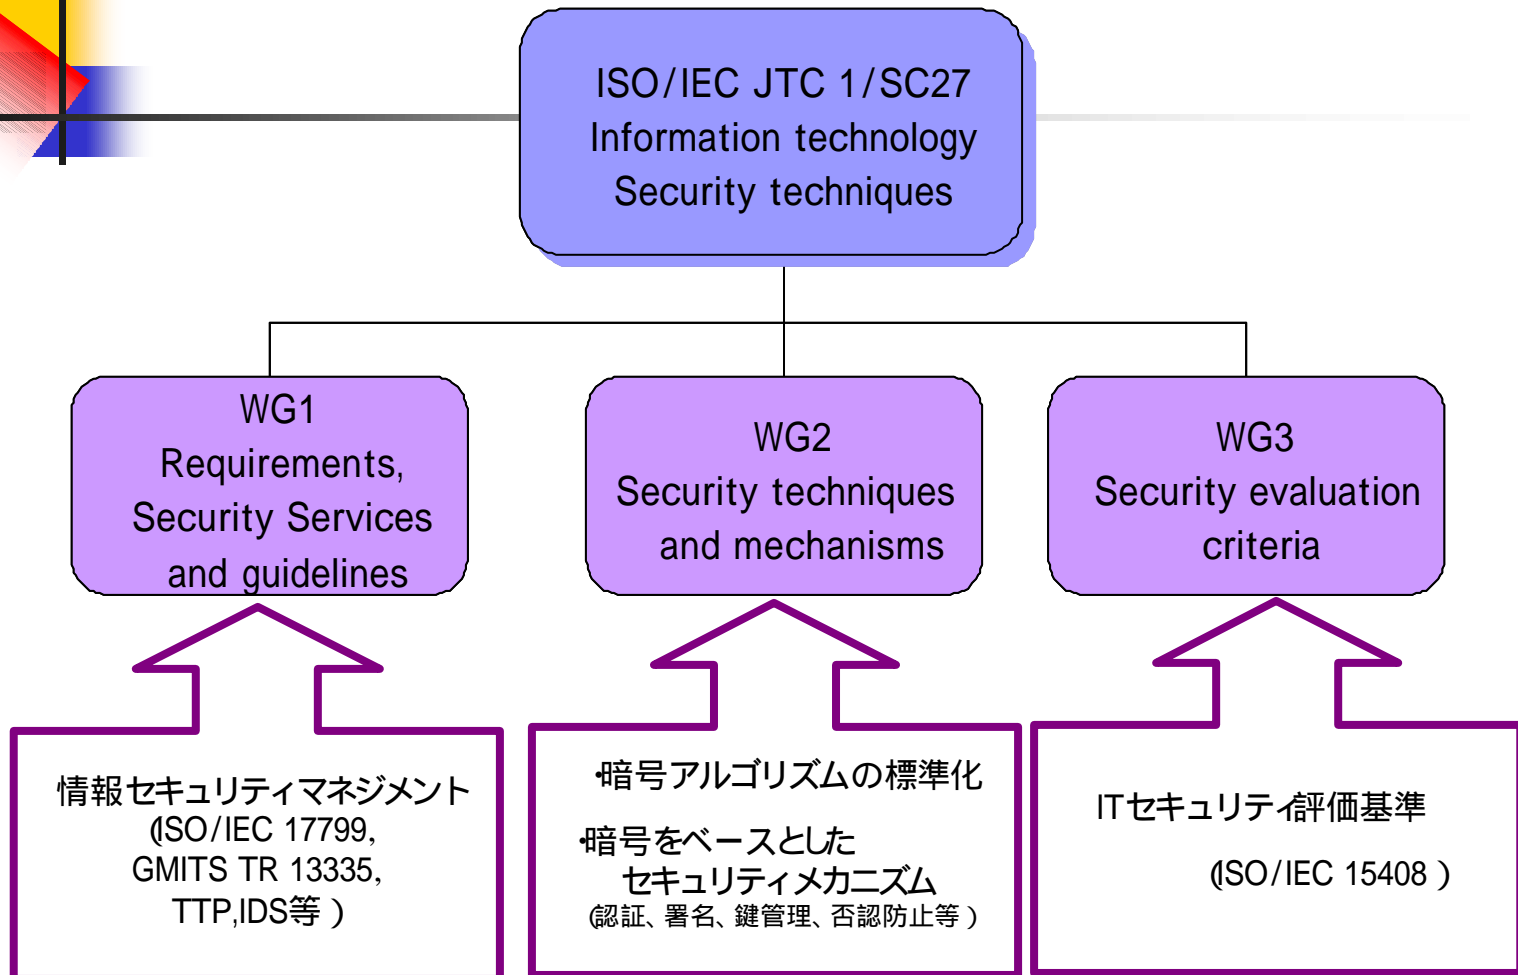 ISO/IEC JTC 1/SC27
Information technology
Security techniques
WG1
Requirements,
Security Services
and guidelines
WG2
Security techniques
and mechanisms
WG3
Security evaluation
criteria
情報セキュリティマネジメント
(ISO/IEC 17799,
GMITS TR 13335,
TTP,IDS等)
・暗号アルゴリズムの標準化
・暗号をベースとした
セキュリティメカニズム
(認証、署名、鍵管理、否認防止等)
ITセキュリティ評価基準
(ISO/IEC 15408)